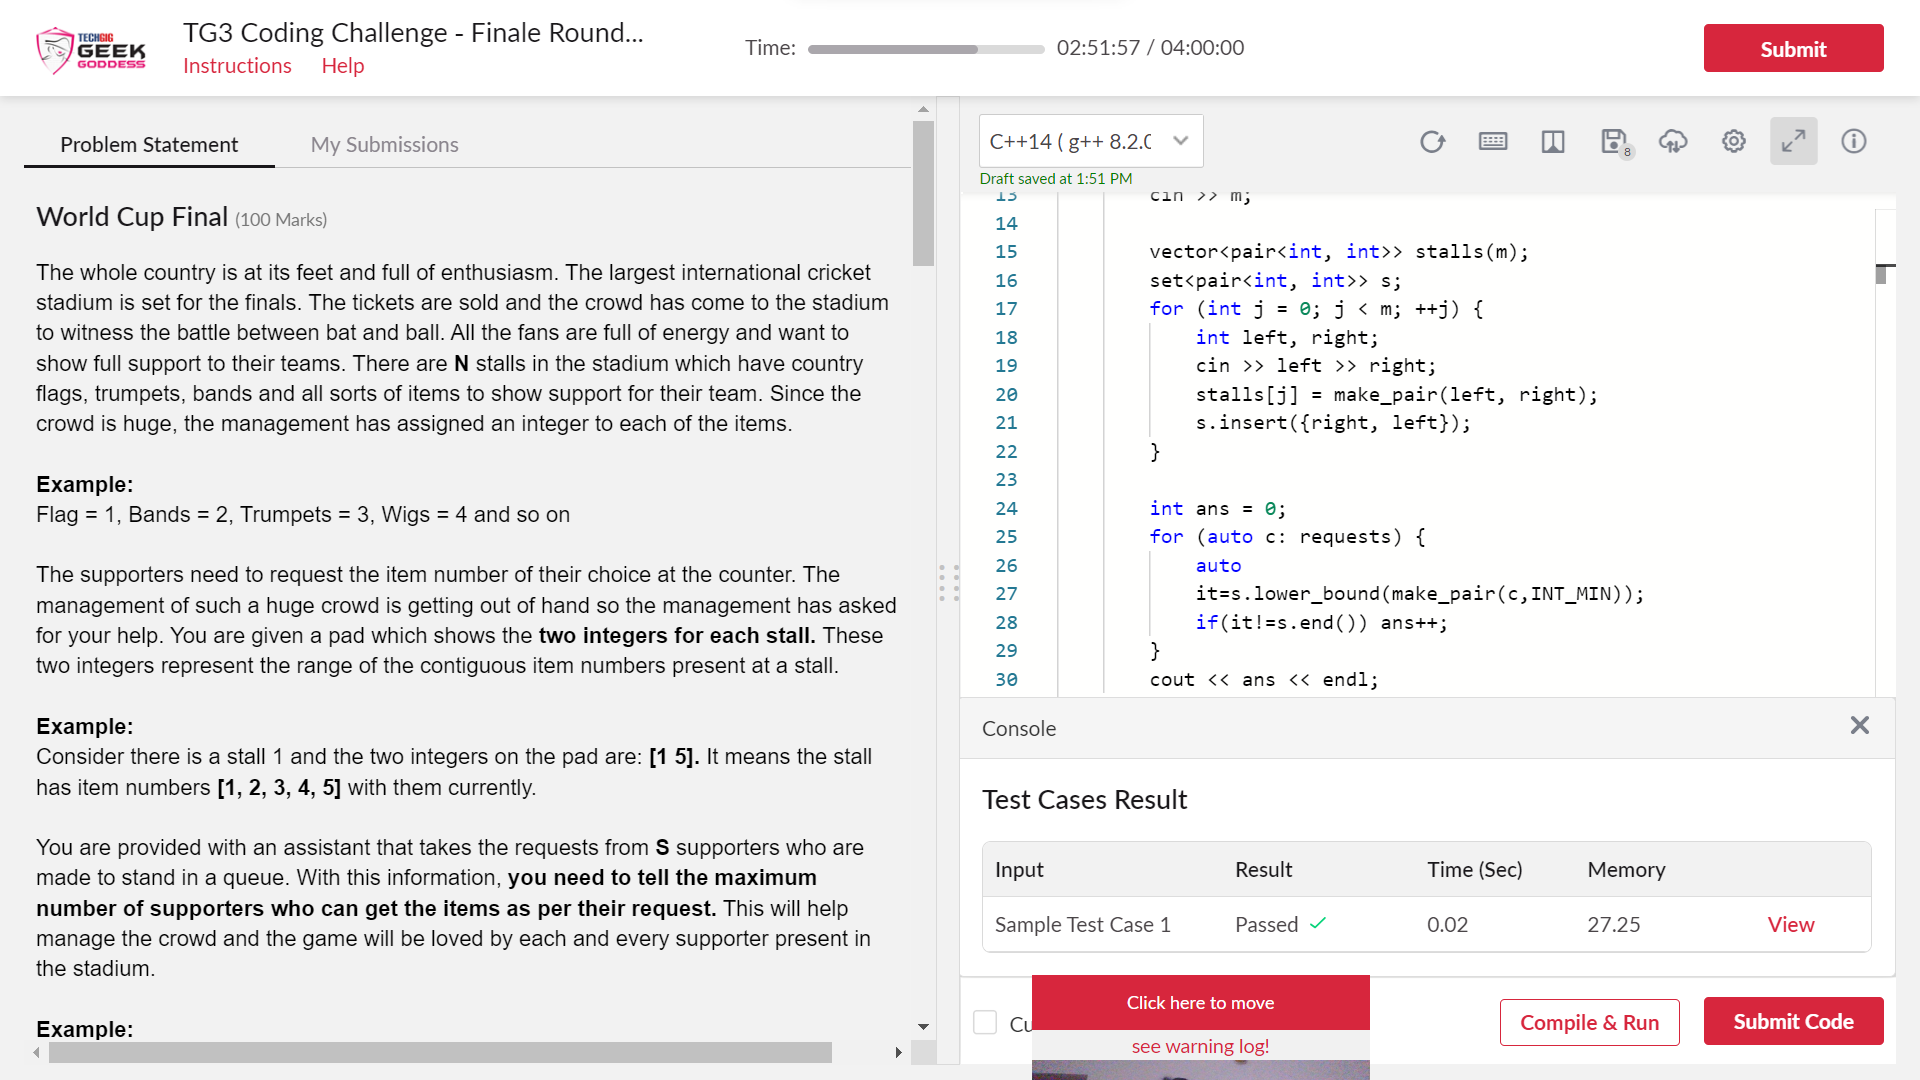 TECHGIG
GEEK
GODDESS
TG3 Coding Challenge - Finale Round...
Instructions Help
Time: 02:51:57 / 04:00:00
Submit
Problem Statement My Submissions
World Cup Final (100 Marks)
The whole country is at its feet and full of enthusiasm. The largest international cricket
stadium is set for the finals. The tickets are sold and the crowd has come to the stadium
to witness the battle between bat and ball. All the fans are full of energy and want to
show full support to their teams. There are N stalls in the stadium which have country
flags, trumpets, bands and all sorts of items to show support for their team. Since the
crowd is huge, the management has assigned an integer to each of the items.
Example:
Flag = 1, Bands = 2, Trumpets = 3, Wigs = 4 and so on
The supporters need to request the item number of their choice at the counter. The
management of such a huge crowd is getting out of hand so the management has asked
for your help. You are given a pad which shows the two integers for each stall. These
two integers represent the range of the contiguous item numbers present at a stall.
Example:
Consider there is a stall 1 and the two integers on the pad are: [1 5]. It means the stall
has item numbers [1, 2, 3, 4, 5] with them currently.
You are provided with an assistant that takes the requests from S supporters who are
made to stand in a queue. With this information, you need to tell the maximum
number of supporters who can get the items as per their request. This will help
manage the crowd and the game will be loved by each and every supporter present in
the stadium.
Example:
C++14 ( g++ 8.2.0
8
Draft saved at 1:51 PM
13 cin >> m;
14
15 vector<pair<int, int>> stalls(m);
16 set<pair<int, int>> s;
17 for (int j = 0; j < m; ++j) {
18 int left, right;
19 cin >> left >> right;
20 stalls[j] = make_pair(left, right);
21 s.insert({right, left});
22 }
23
24 int ans = 0;
25 for (auto c: requests) {
26 auto
27 it=s.lower_bound(make_pair(c,INT_MIN));
28 if(it!=s.end()) ans++;
29 }
30 cout << ans << endl;
Console
Test Cases Result
Input Result Time (Sec) Memory
Sample Test Case 1 Passed 0.02 27.25 View
Cu
Click here to move
see warning log!
Compile & Run
Submit Code